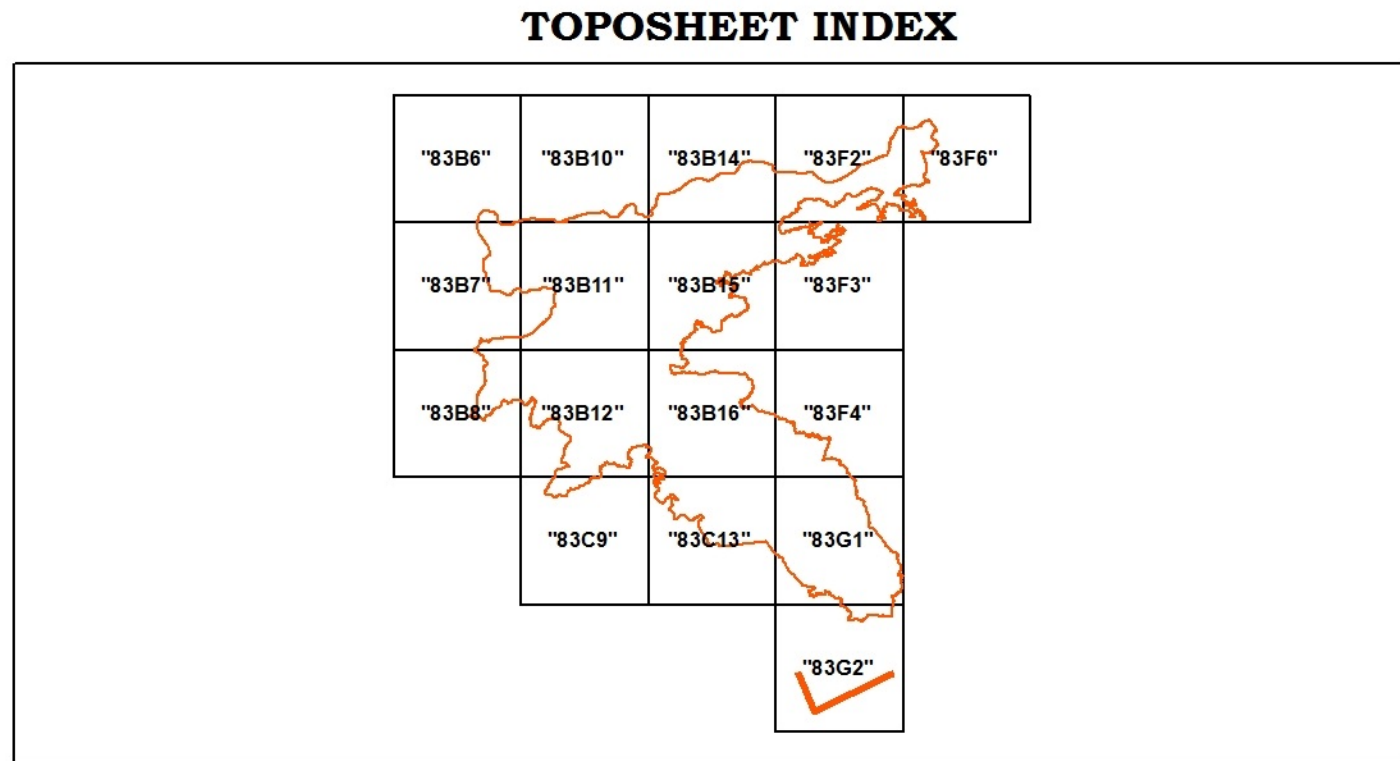 TOPOSHEET INDEX
"83B6" "83B10" "83B14" "83F2" "83F6"
"83B7" "83B11" "83B15" "83F3"
"83B8" "83B12" "83B16" "83F4"
"83C9" "83C13" "83G1"
"83G2"